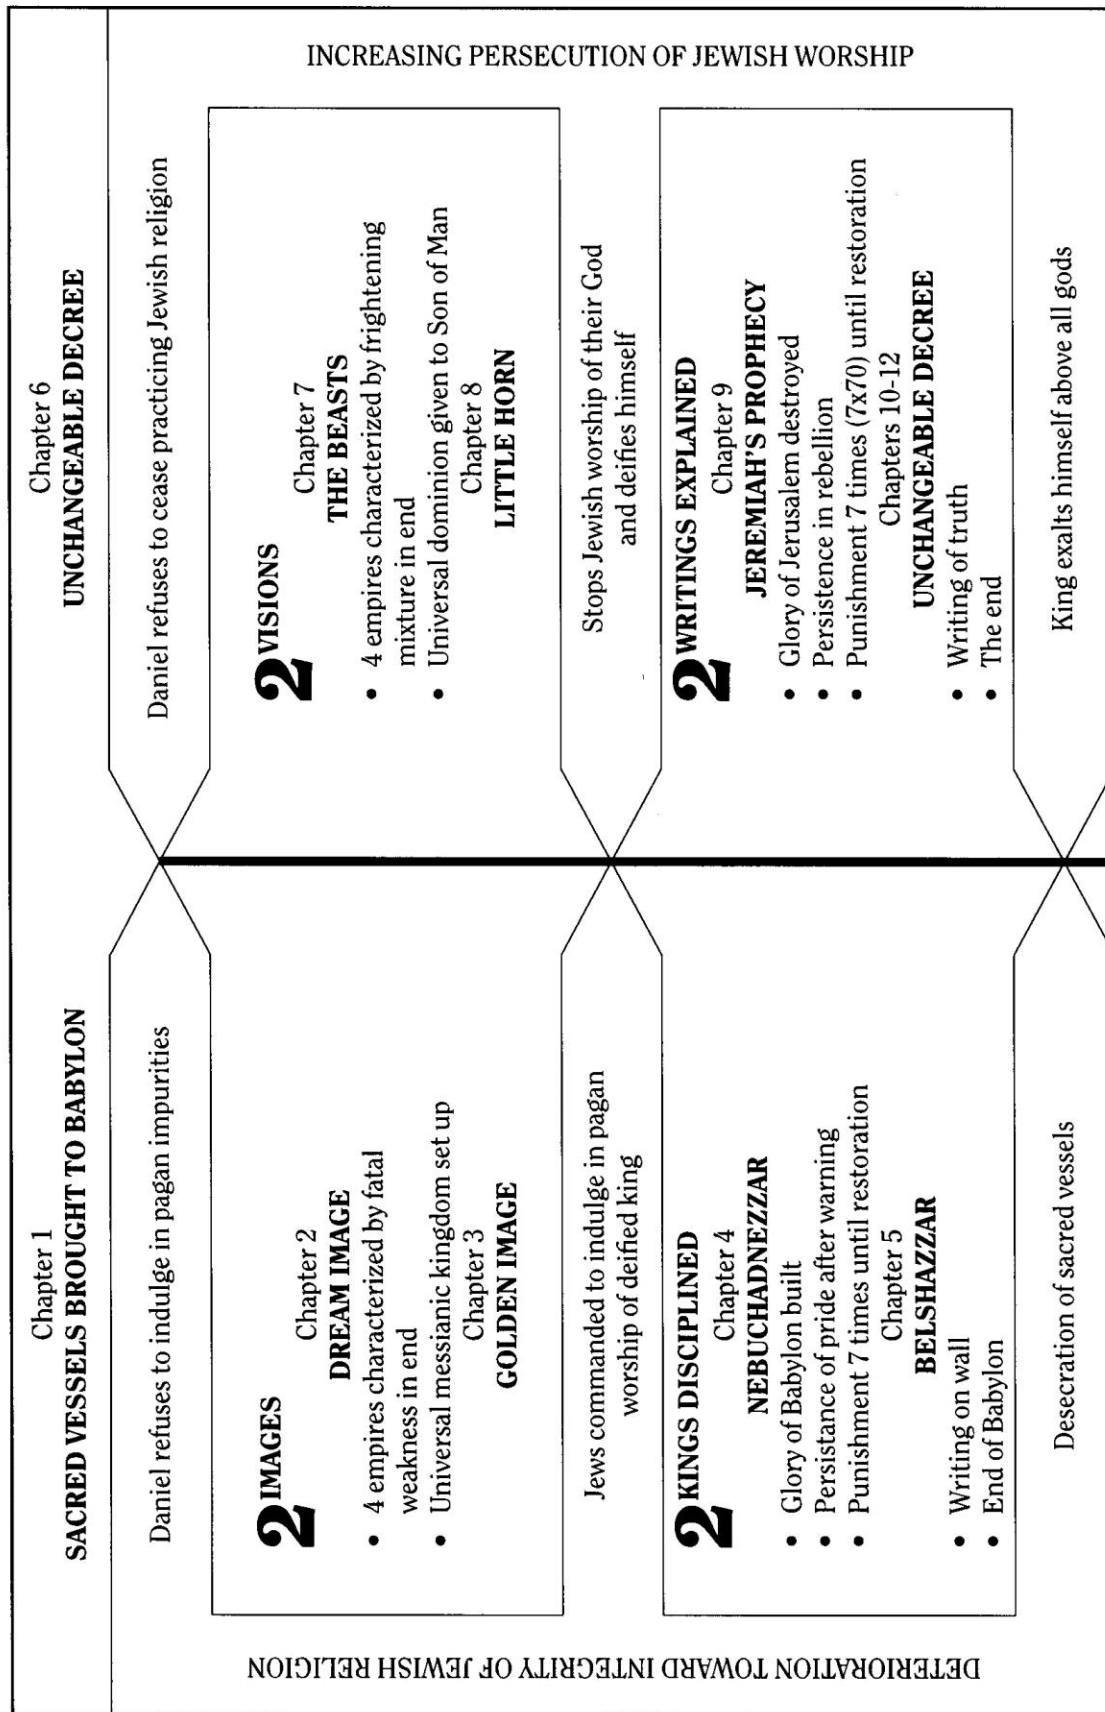 Chapter 1
SACRED VESSELS BROUGHT TO BABYLON
Daniel refuses to indulge in pagan impurities
2 IMAGES
Chapter 2
DREAM IMAGE
• 4 empires characterized by fatal
weakness in end
• Universal messianic kingdom set up
Chapter 3
GOLDEN IMAGE
Jews commanded to indulge in pagan
worship of deified king
2 KINGS DISCIPLINED
Chapter 4
NEBUCHADNEZZAR
• Glory of Babylon built
• Persistance of pride after warning
• Punishment 7 times until restoration
Chapter 5
BELSHAZZAR
• Writing on wall
• End of Babylon
Desecration of sacred vessels
DETERIORATION TOWARD INTEGRITY OF JEWISH RELIGION
Chapter 6
UNCHANGEABLE DECREE
Daniel refuses to cease practicing Jewish religion
2 VISIONS
Chapter 7
THE BEASTS
• 4 empires characterized by frightening
mixture in end
• Universal dominion given to Son of Man
Chapter 8
LITTLE HORN
Stops Jewish worship of their God
and deifies himself
2 WRITINGS EXPLAINED
Chapter 9
JEREMIAH'S PROPHECY
• Glory of Jerusalem destroyed
• Persistence in rebellion
• Punishment 7 times (7x70) until restoration
Chapters 10-12
UNCHANGEABLE DECREE
• Writing of truth
• The end
King exalts himself above all gods
INCREASING PERSECUTION OF JEWISH WORSHIP